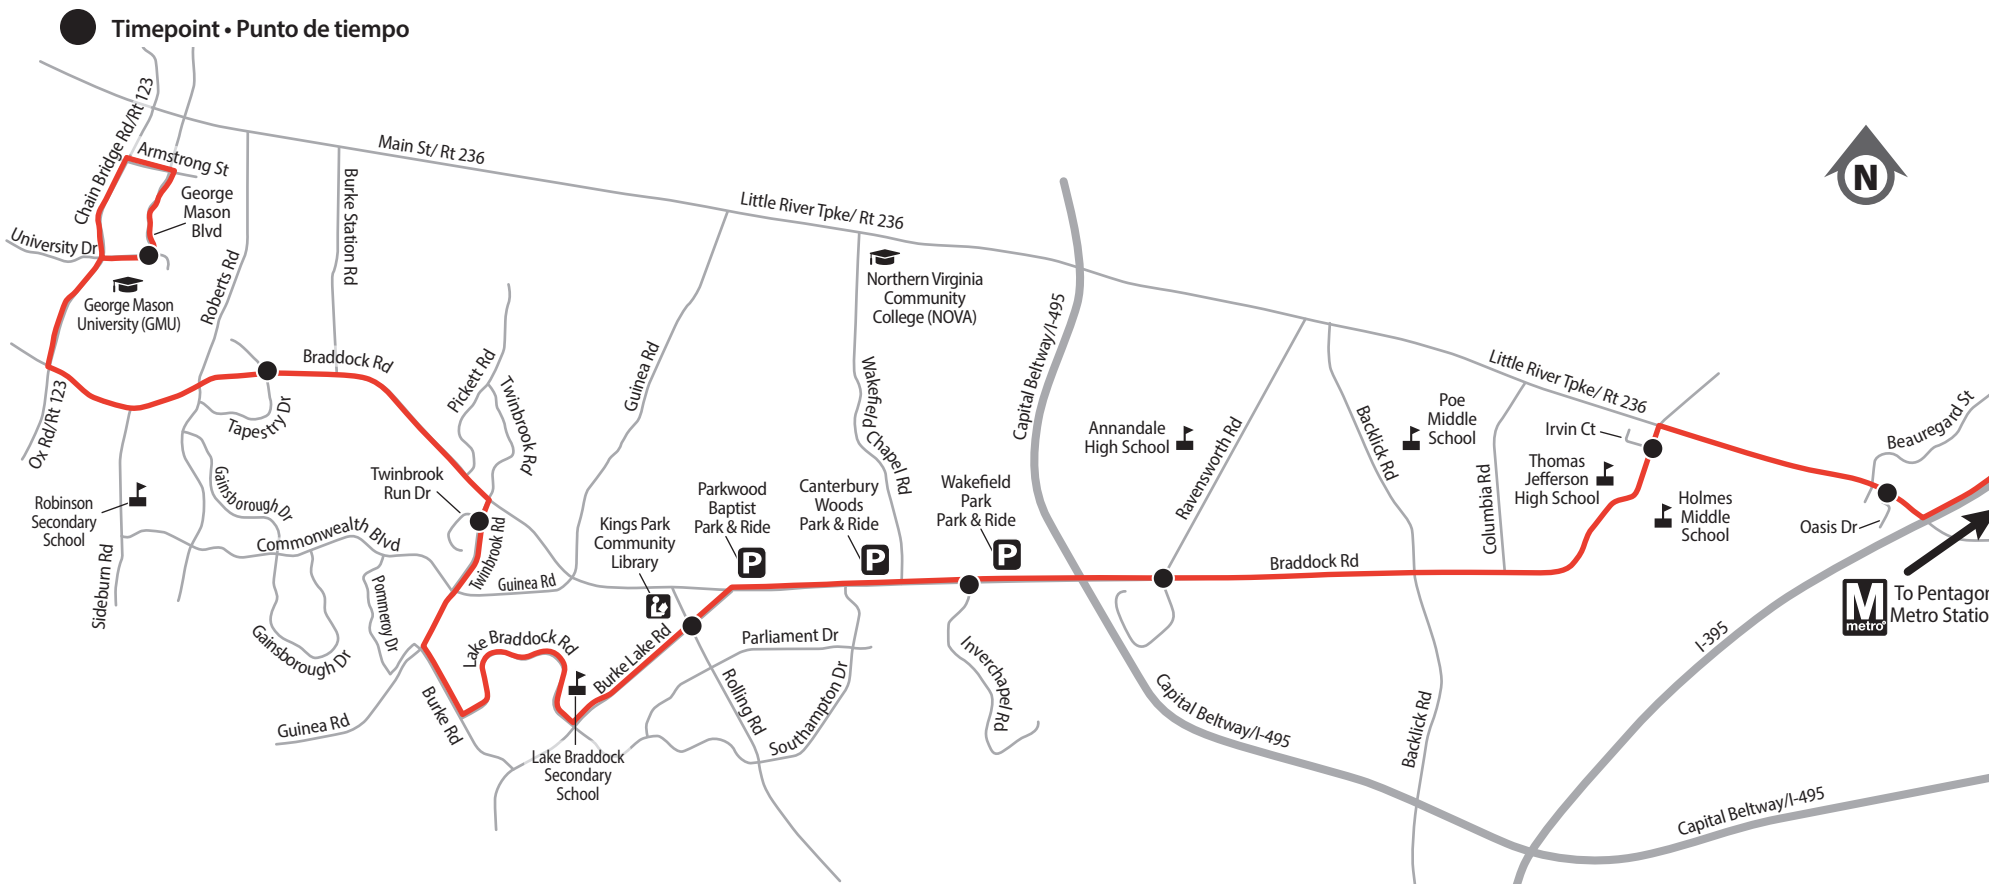 Timepoint • Punto de tiempo
Chain Bridge Rd/Rt 123
Armstrong St
George
Mason
Blvd
University Dr
George Mason
University (GMU)
Roberts Rd
Burke Station Rd
Main St/ Rt 236
Little River Tpke/ Rt 236
Northern Virginia
Community
College (NOVA)
Ox Rd/Rt 123
Braddock Rd
Tapestry Dr
Pickett Rd
Twinbrook Rd
Guinea Rd
Wakefield
Chapel Rd
Capital Beltway/I-495
Annandale
High School
Ravensworth Rd
Backlick Rd
Poe
Middle
School
Little River Tpke/ Rt 236
Columbia Rd
Irvin Ct
Thomas
Jefferson
High School
Holmes
Middle
School
Beauregard St
Oasis Dr
N
Robinson
Secondary
School
Sideburn Rd
Gainsborough Dr
Commonwealth Blvd
Twinbrook
Run Dr
Twinbrook Rd
Guinea Rd
Pommeroy Dr
Gainsborough Dr
Guinea Rd
Burke Rd
Lake Braddock Rd
Lake Braddock
Secondary
School
Kings Park
Community
Library
Burke Lake Rd
Parkwood
Baptist
Park & Ride
P
Canterbury
Woods
Park & Ride
P
Wakefield
Park
Park & Ride
P
Parliament Dr
Rolling Rd
Southampton Dr
Inverchapel Rd
Braddock Rd
Capital Beltway/I-495
Backlick Rd
I-395
Capital Beltway/I-495
M
metro
To Pentagon
Metro Statio